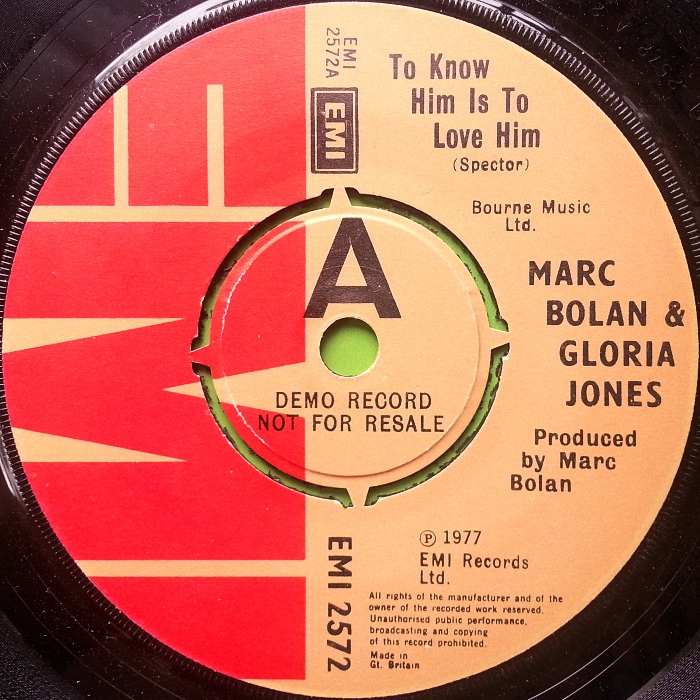 EMI
2572A
EMI
To Know
Him Is To
Love Him
(Spector)
Bourne Music
Ltd.
A
MARC
BOLAN &
GLORIA
JONES
DEMO RECORD
NOT FOR RESALE
Produced
by Marc
Bolan
EMI 2572
℗ 1977
EMI Records
Ltd.
All rights of the manufacturer and of the
owner of the recorded work reserved.
Unauthorised public performance,
broadcasting and copying
of this record prohibited.
Made in
Gt. Britain
EMI